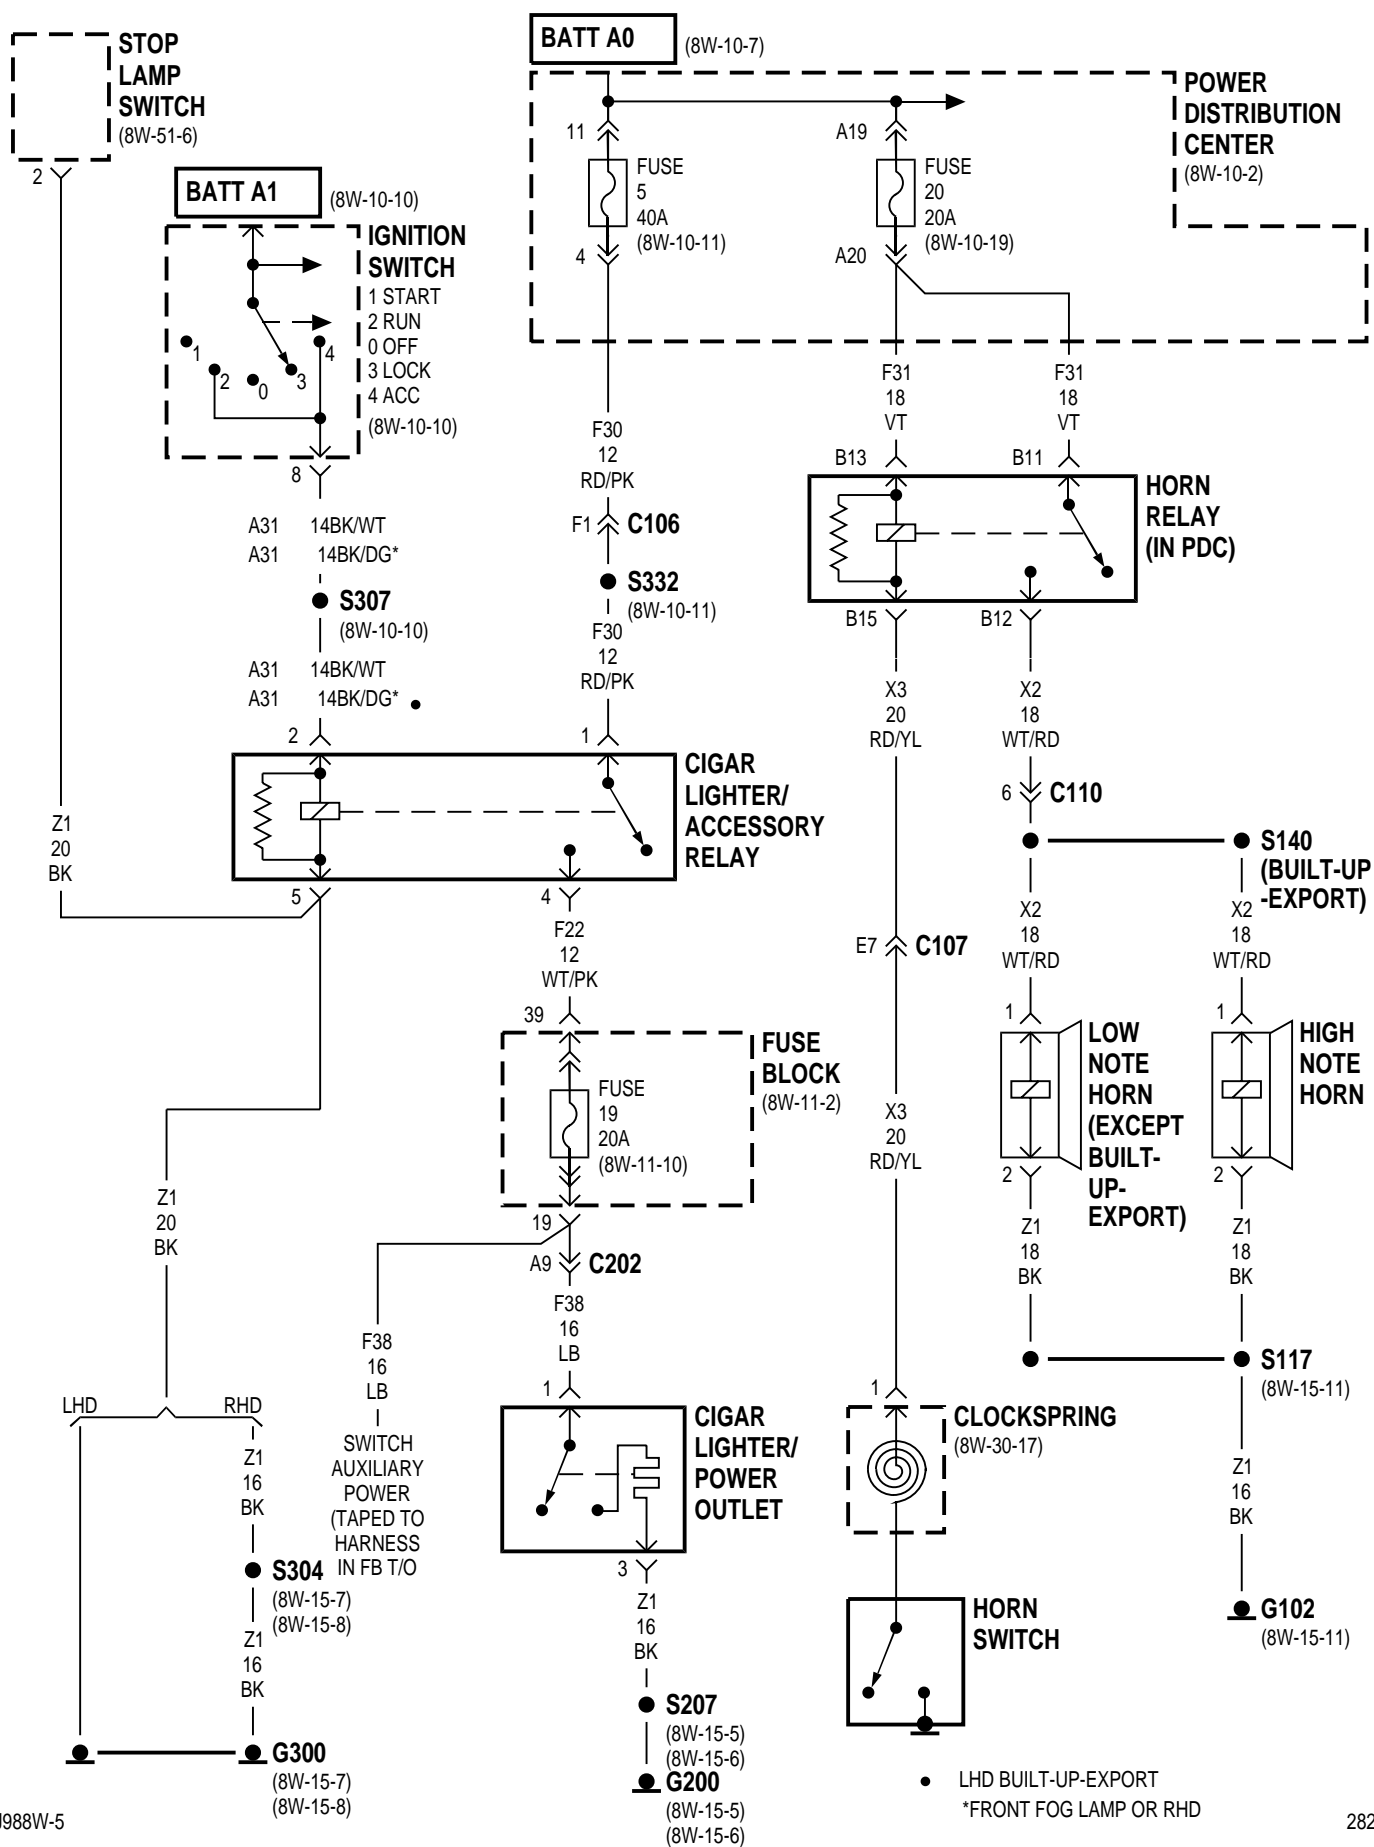 STOP
LAMP
SWITCH
(8W-51-6)
2
BATT A0
(8W-10-7)
POWER
DISTRIBUTION
CENTER
(8W-10-2)
11
FUSE
5
40A
(8W-10-11)
4
A19
FUSE
20
20A
(8W-10-19)
A20
BATT A1
(8W-10-10)
IGNITION
SWITCH
1 START
2 RUN
0 OFF
3 LOCK
4 ACC
(8W-10-10)
1
2
0
3
4
8
A31 14BK/WT
A31 14BK/DG*
S307
(8W-10-10)
A31 14BK/WT
A31 14BK/DG*
2
F30
12
RD/PK
F1
C106
S332
(8W-10-11)
F30
12
RD/PK
1
F31
18
VT
B13
F31
18
VT
B11
HORN
RELAY
(IN PDC)
B15
B12
X3
20
RD/YL
X2
18
WT/RD
6
C110
S140
(BUILT-UP
-EXPORT)
CIGAR
LIGHTER/
ACCESSORY
RELAY
Z1
20
BK
5
4
F22
12
WT/PK
39
E7
C107
X2
18
WT/RD
1
X2
18
WT/RD
1
FUSE
BLOCK
(8W-11-2)
FUSE
19
20A
(8W-11-10)
19
A9
C202
X3
20
RD/YL
LOW
NOTE
HORN
(EXCEPT
BUILT-
UP-
EXPORT)
HIGH
NOTE
HORN
2
2
Z1
18
BK
Z1
18
BK
S117
(8W-15-11)
Z1
20
BK
F38
16
LB
F38
16
LB
1
1
LHD
RHD
SWITCH
AUXILIARY
POWER
(TAPED TO
HARNESS
IN FB T/O
CIGAR
LIGHTER/
POWER
OUTLET
CLOCKSPRING
(8W-30-17)
Z1
16
BK
Z1
16
BK
S304
(8W-15-7)
(8W-15-8)
3
Z1
16
BK
HORN
SWITCH
G102
(8W-15-11)
Z1
16
BK
S207
(8W-15-5)
(8W-15-6)
G300
(8W-15-7)
(8W-15-8)
G200
(8W-15-5)
(8W-15-6)
• LHD BUILT-UP-EXPORT
*FRONT FOG LAMP OR RHD
J988W-5
282